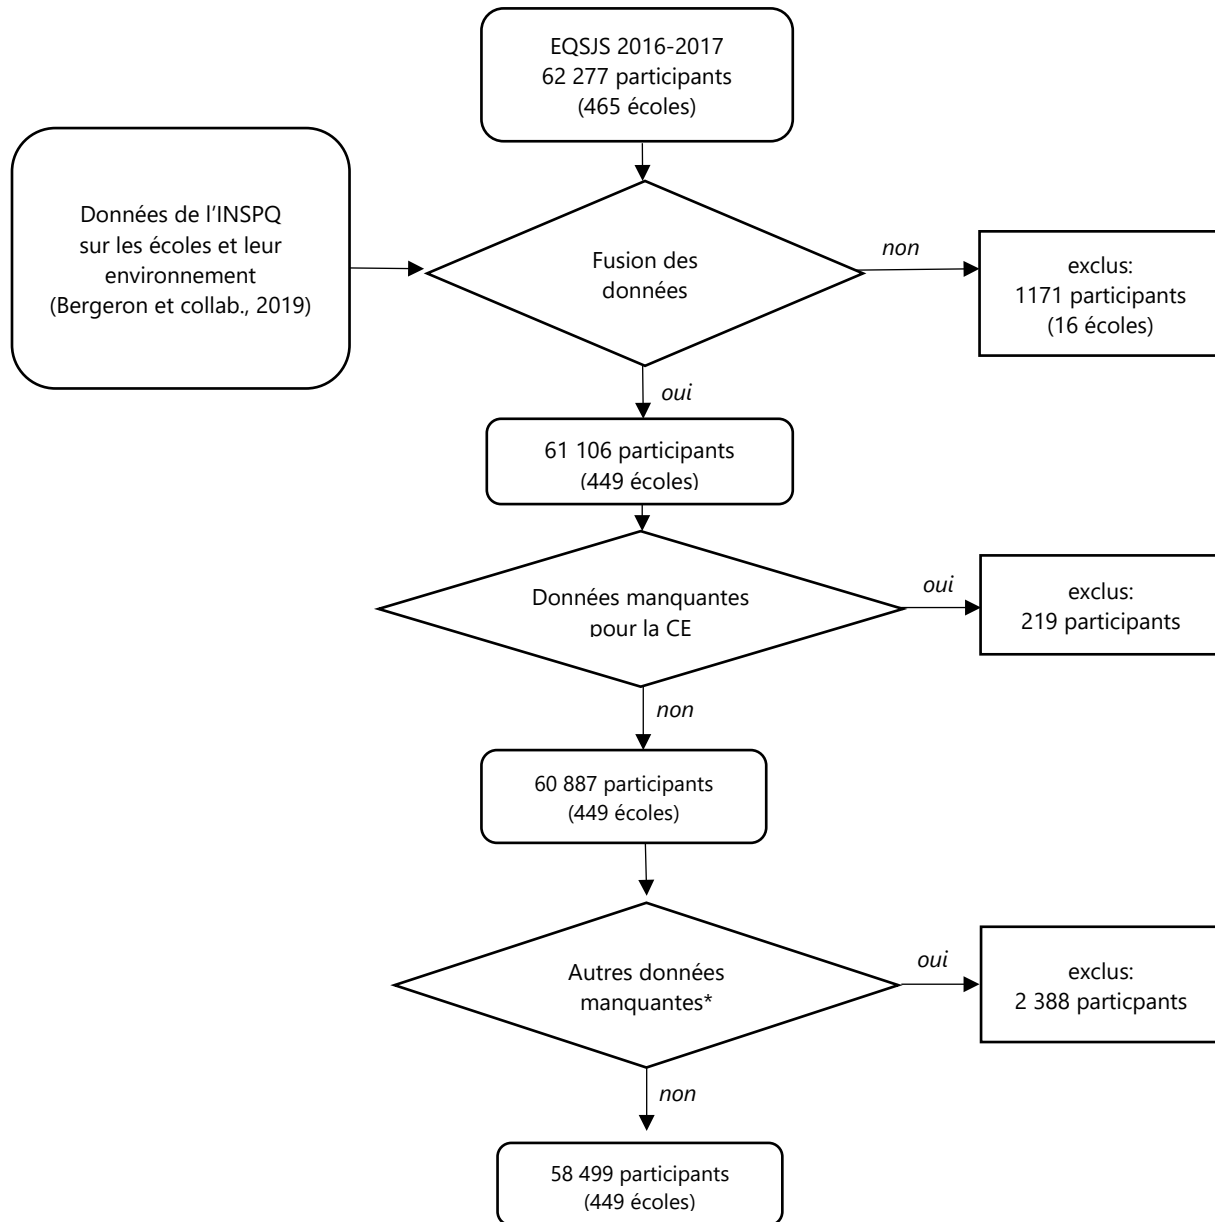 EQSJS 2016-2017
62 277 participants
(465 écoles)
Données de l'INSPQ
sur les écoles et leur
environnement
(Bergeron et collab., 2019)
Fusion des
données
non
exclus:
1171 participants
(16 écoles)
oui
61 106 participants
(449 écoles)
Données manquantes
pour la CE
oui
exclus:
219 participants
non
60 887 participants
(449 écoles)
Autres données
manquantes*
oui
exclus:
2 388 particpants
non
58 499 participants
(449 écoles)